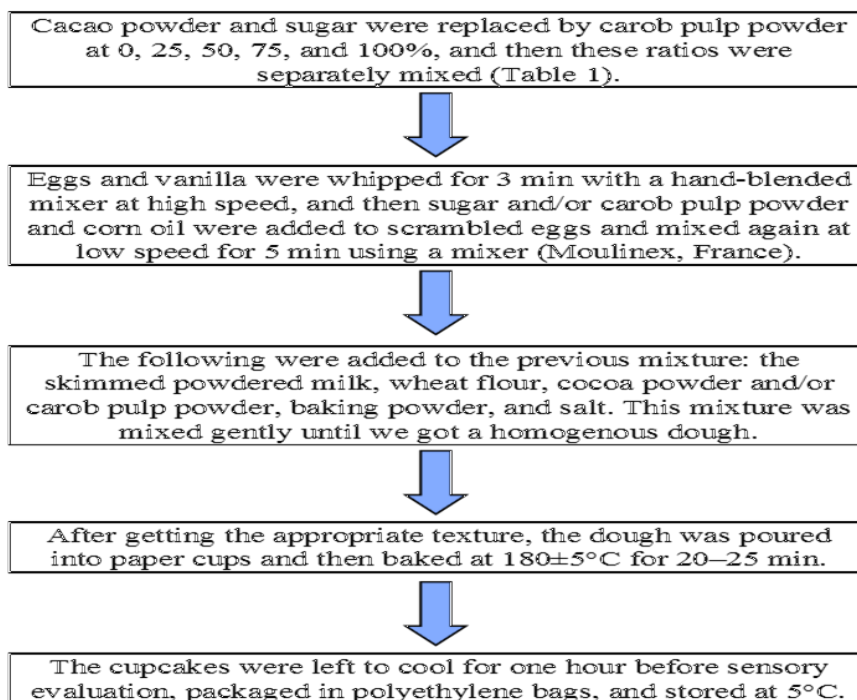 Cacao powder and sugar were replaced by carob pulp powder
at 0, 25, 50, 75, and 100%, and then these ratios were
separately mixed (Table 1).
Eggs and vanilla were whipped for 3 min with a hand-blended
mixer at high speed, and then sugar and/or carob pulp powder
and corn oil were added to scrambled eggs and mixed again at
low speed for 5 min using a mixer (Moulinex, France).
The following were added to the previous mixture: the
skimmed powdered milk, wheat flour, cocoa powder and/or
carob pulp powder, baking powder, and salt. This mixture was
mixed gently until we got a homogenous dough.
After getting the appropriate texture, the dough was poured
into paper cups and then baked at 180±5°C for 20–25 min.
The cupcakes were left to cool for one hour before sensory
evaluation, packaged in polyethylene bags, and stored at 5°C.